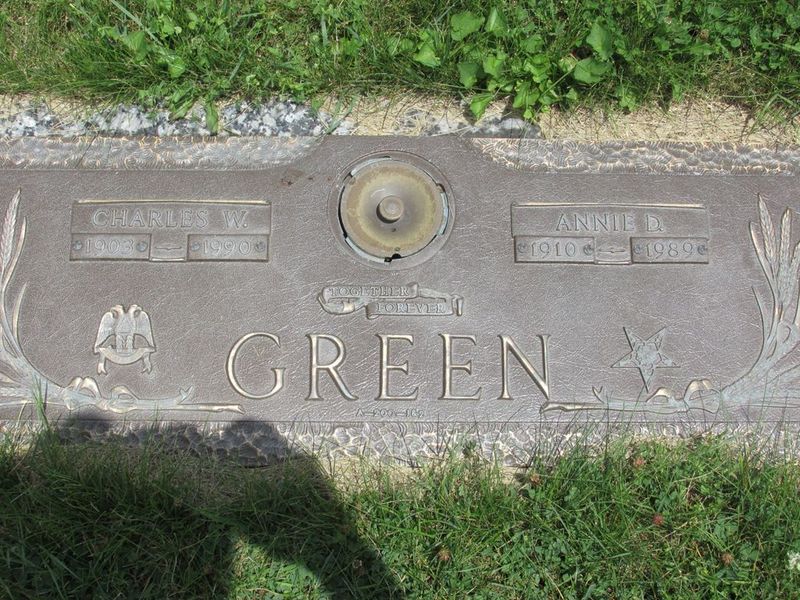 CHARLES W.
1903 1990
ANNIE D.
1910 1989
TOGETHER
FOREVER
GREEN